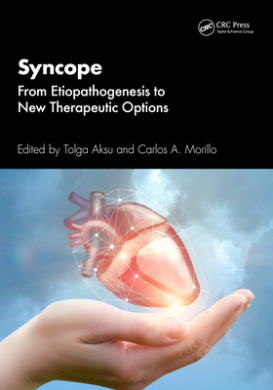 CRC Press
Taylor & Francis Group
Syncope
From Etiopathogenesis to
New Therapeutic Options
Edited by Tolga Aksu and Carlos A. Morillo